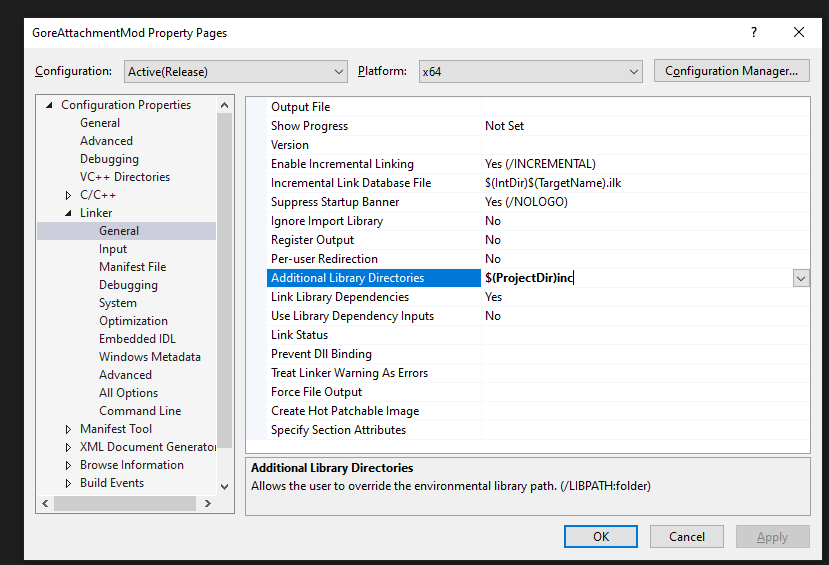 GoreAttachmentMod Property Pages
?
Configuration: Active(Release) Platform: x64 Configuration Manager...
Configuration Properties
General
Advanced
Debugging
VC++ Directories
C/C++
Linker
General
Input
Manifest File
Debugging
System
Optimization
Embedded IDL
Windows Metadata
Advanced
All Options
Command Line
Manifest Tool
XML Document Generator
Browse Information
Build Events
Output File
Show Progress Not Set
Version
Enable Incremental Linking Yes (/INCREMENTAL)
Incremental Link Database File $(IntDir)$(TargetName).ilk
Suppress Startup Banner Yes (/NOLOGO)
Ignore Import Library No
Register Output No
Per-user Redirection No
Additional Library Directories $(ProjectDir)inc
Link Library Dependencies Yes
Use Library Dependency Inputs No
Link Status
Prevent Dll Binding
Treat Linker Warning As Errors
Force File Output
Create Hot Patchable Image
Specify Section Attributes
Additional Library Directories
Allows the user to override the environmental library path. (/LIBPATH:folder)
OK Cancel Apply